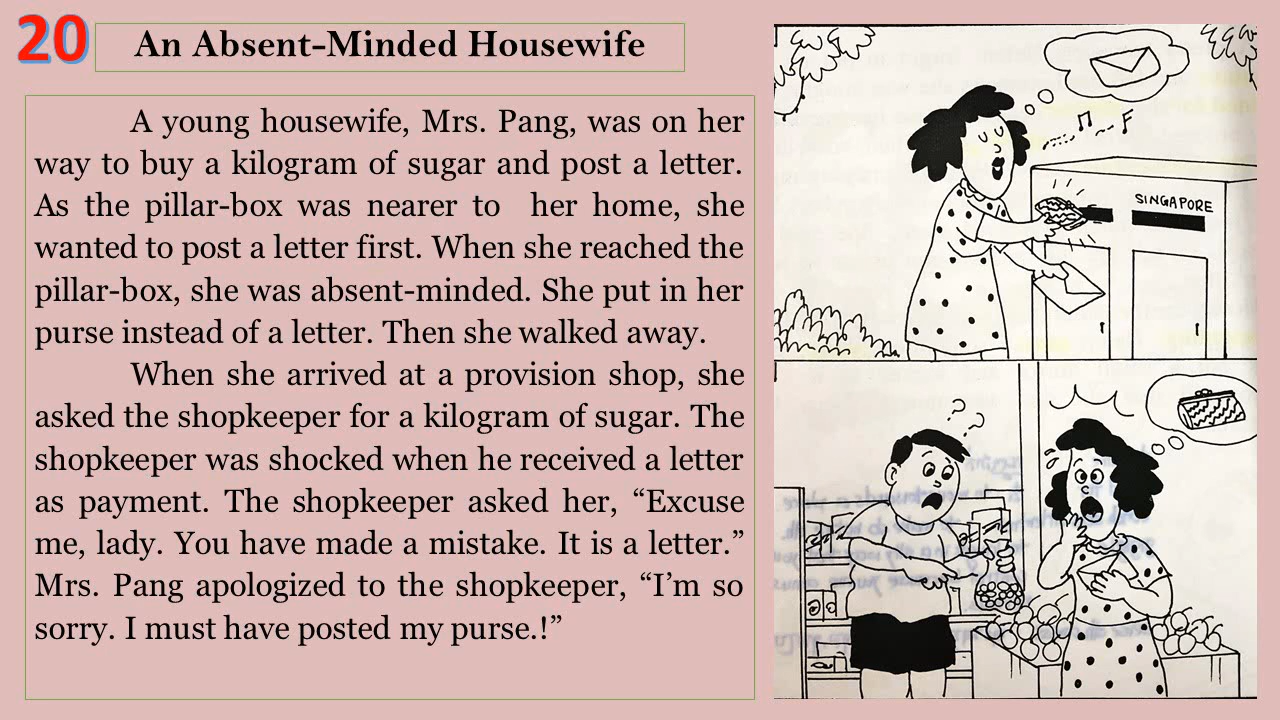 20
An Absent-Minded Housewife
A young housewife, Mrs. Pang, was on her
way to buy a kilogram of sugar and post a letter.
As the pillar-box was nearer to her home, she
wanted to post a letter first. When she reached the
pillar-box, she was absent-minded. She put in her
purse instead of a letter. Then she walked away.
When she arrived at a provision shop, she
asked the shopkeeper for a kilogram of sugar. The
shopkeeper was shocked when he received a letter
as payment. The shopkeeper asked her, “Excuse
me, lady. You have made a mistake. It is a letter.”
Mrs. Pang apologized to the shopkeeper, “I’m so
sorry. I must have posted my purse.!”
SINGAPORE
? ? ?